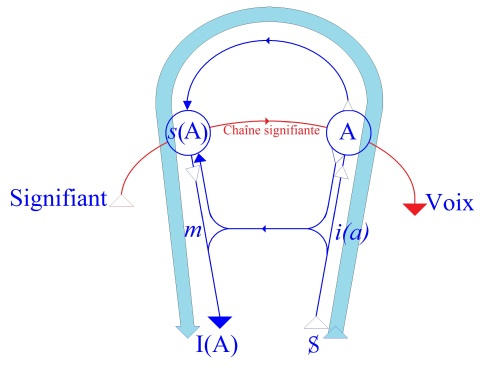 s(A)
Chaîne signifiante
A
Signifiant
Voix
m
i(a)
I(A)
$